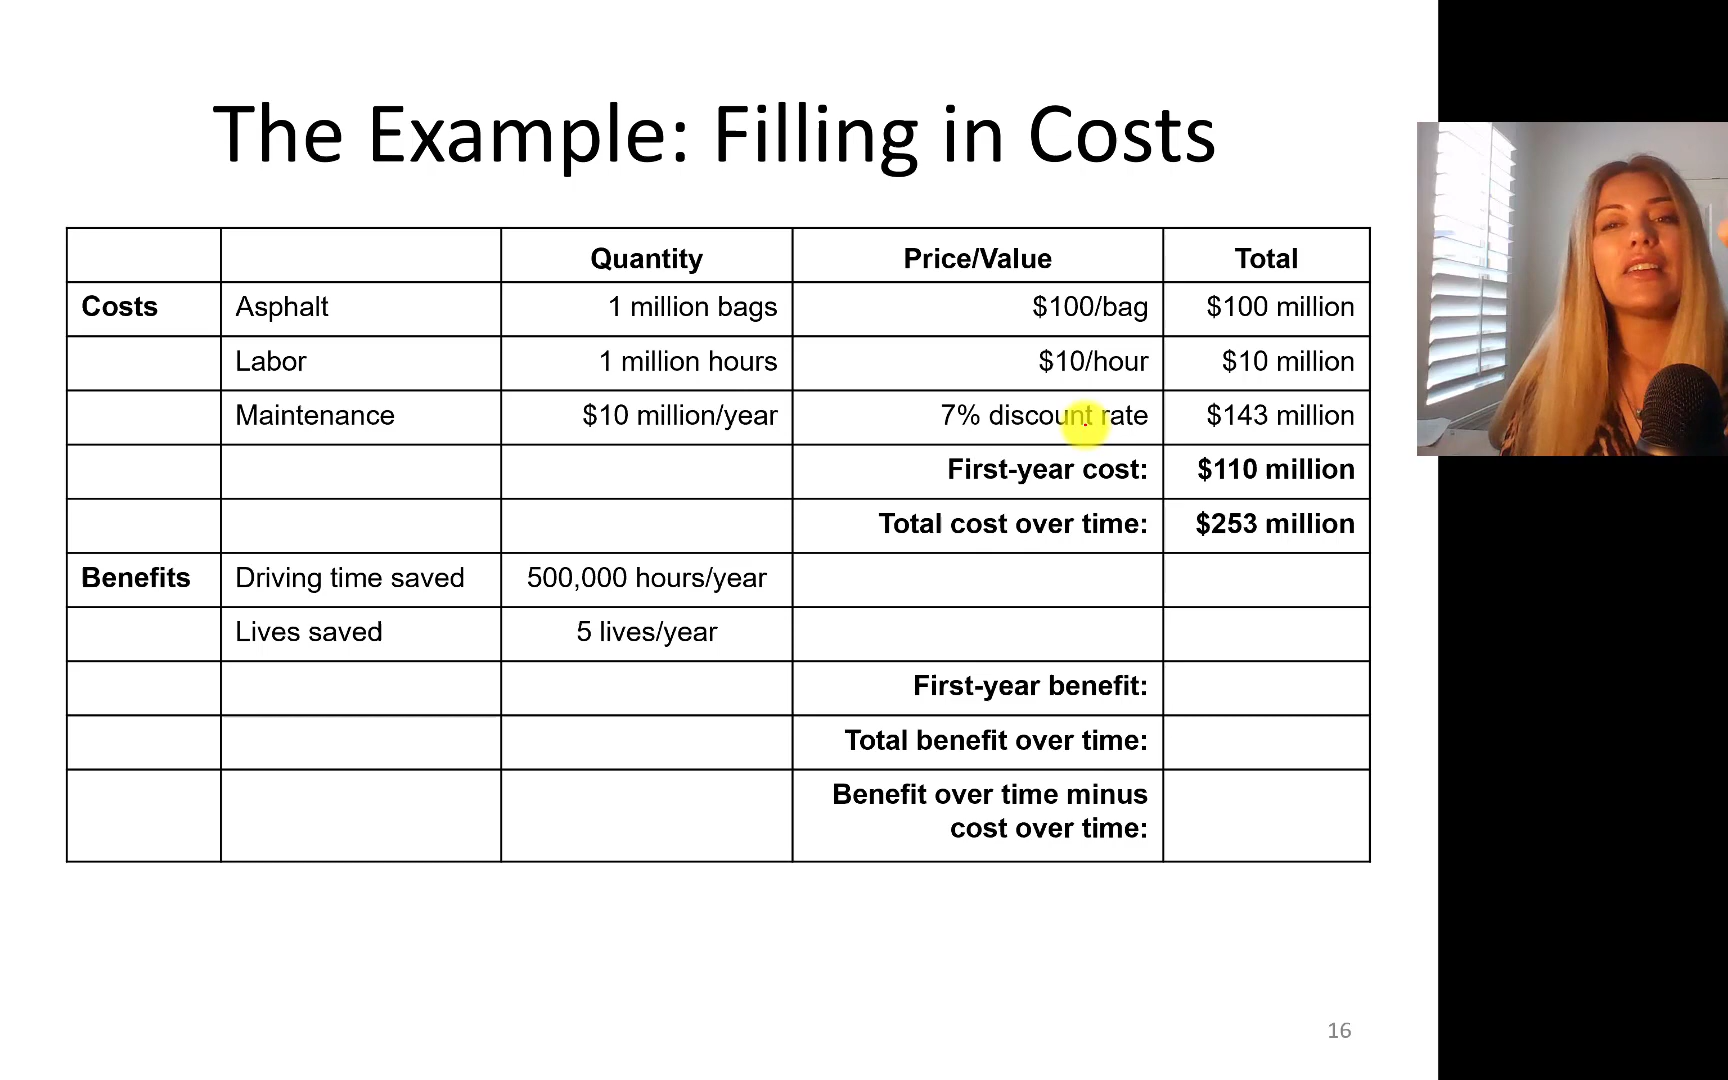 The Example: Filling in Costs
Quantity Price/Value Total
Costs Asphalt 1 million bags $100/bag $100 million
Labor 1 million hours $10/hour $10 million
Maintenance $10 million/year 7% discount rate $143 million
First-year cost: $110 million
Total cost over time: $253 million
Benefits Driving time saved 500,000 hours/year
Lives saved 5 lives/year
First-year benefit:
Total benefit over time:
Benefit over time minus
cost over time:
16